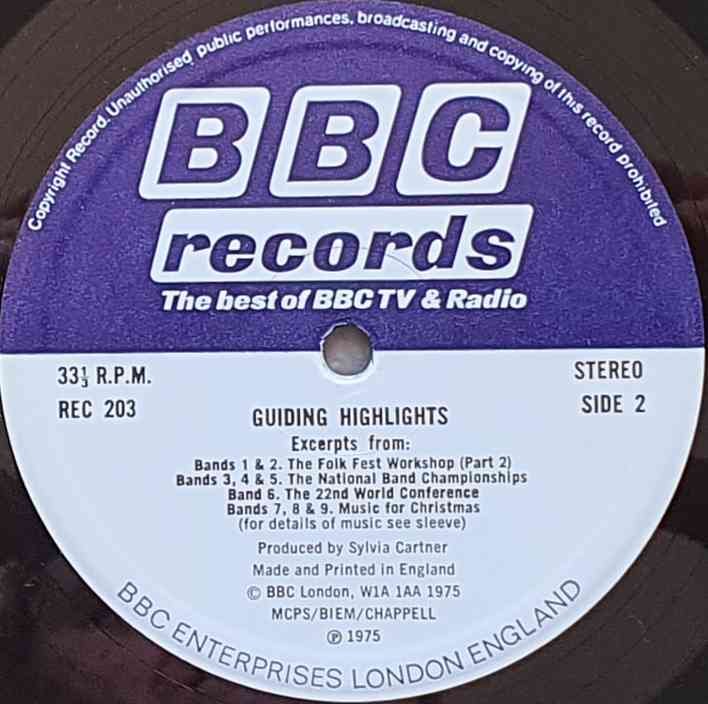 Copyright Record. Unauthorised public performances, broadcasting and copying of this record prohibited
BBC
records
The best of BBC TV & Radio
33⅓ R.P.M.
STEREO
REC 203
SIDE 2
GUIDING HIGHLIGHTS
Excerpts from:
Bands 1 & 2. The Folk Fest Workshop (Part 2)
Bands 3, 4 & 5. The National Band Championships
Band 6. The 22nd World Conference
Bands 7, 8 & 9. Music for Christmas
(for details of music see sleeve)
Produced by Sylvia Cartner
Made and Printed in England
© BBC London, W1A 1AA 1975
MCPS/BIEM/CHAPPELL
℗ 1975
BBC ENTERPRISES LONDON ENGLAND